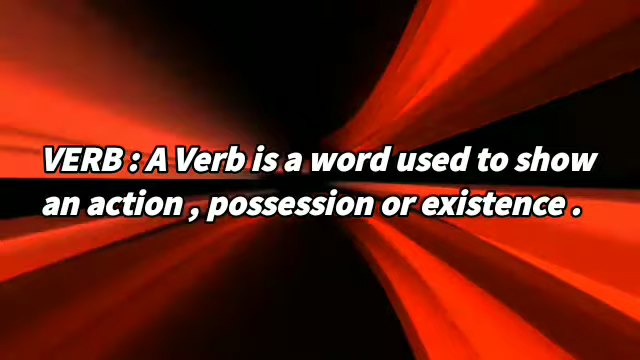 VERB : A Verb is a word used to show
an action , possession or existence .